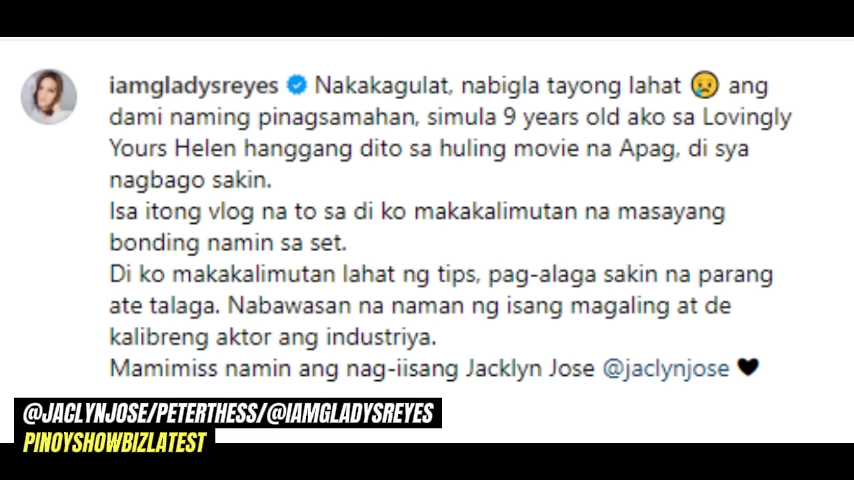 iamgladysreyes Nakakagulat, nabigla tayong lahat 😢 ang
dami naming pinagsamahan, simula 9 years old ako sa Lovingly
Yours Helen hanggang dito sa huling movie na Apag, di sya
nagbago sakin.
Isa itong vlog na to sa di ko makakalimutan na masayang
bonding namin sa set.
Di ko makakalimutan lahat ng tips, pag-alaga sakin na parang
ate talaga. Nabawasan na naman ng isang magaling at de
kalibreng aktor ang industriya.
Mamimiss namin ang nag-iisang Jacklyn Jose @jaclynjose 🖤
@JACLYNJOSE/PETERTHESS/@IAMGLADYSREYES
PINOYSHOWBIZLATEST